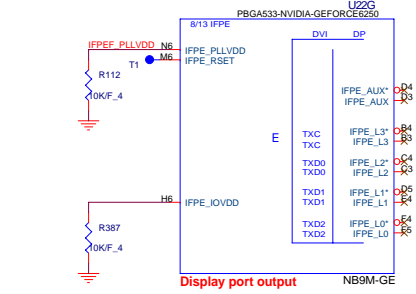 U22G
PBGA533-NVIDIA-GEFORCE6250
8/13 IFPE
DVI DP
IFPEF_PLLVDD N6 IFPE_PLLVDD
T1 M6 IFPE_RSET
R112
10K/F_4
IFPE_AUX* D4
IFPE_AUX D3
E
TXC IFPE_L3* B4
TXC IFPE_L3 B3
TXD0 IFPE_L2* C4
TXD0 IFPE_L2 C3
TXD1 IFPE_L1* D5
TXD1 IFPE_L1 E4
H6 IFPE_IOVDD
TXD2 IFPE_L0* F4
TXD2 IFPE_L0 F5
R387
10K/F_4
Display port output
NB9M-GE